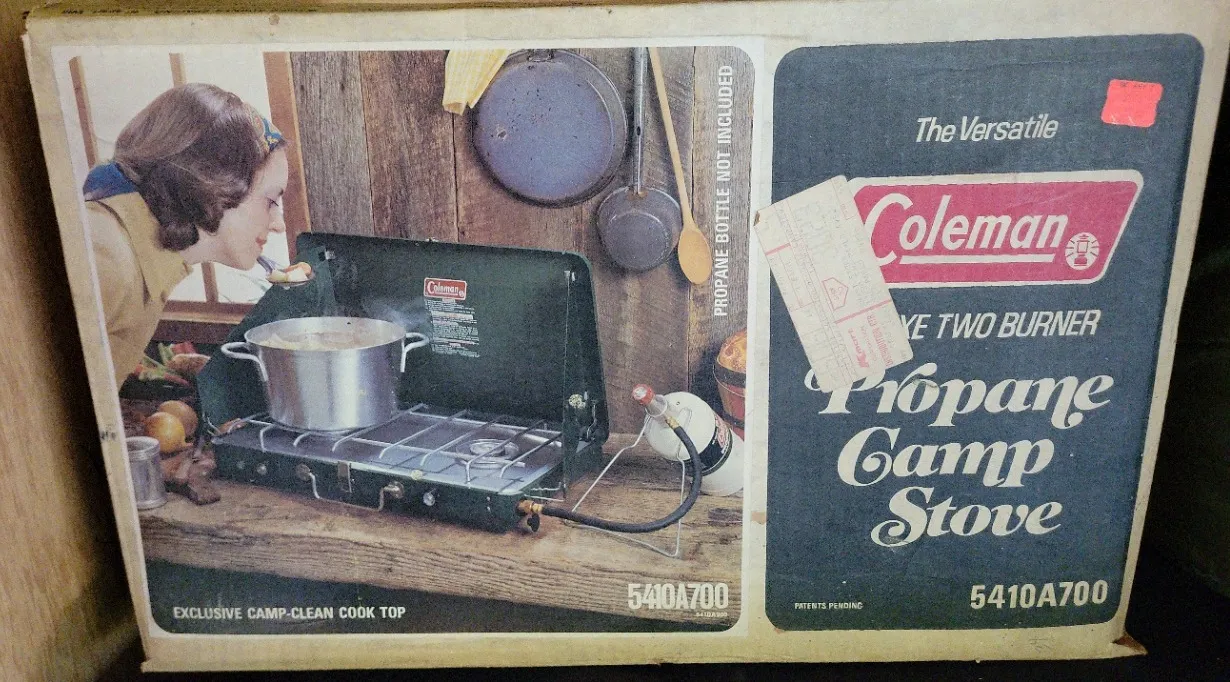 PROPANE BOTTLE NOT INCLUDED
Coleman
EXCLUSIVE CAMP-CLEAN COOK TOP
5410A700
The Versatile
Coleman
XE TWO BURNER
Propane
Camp
Stove
PATENTS PENDING
5410A700